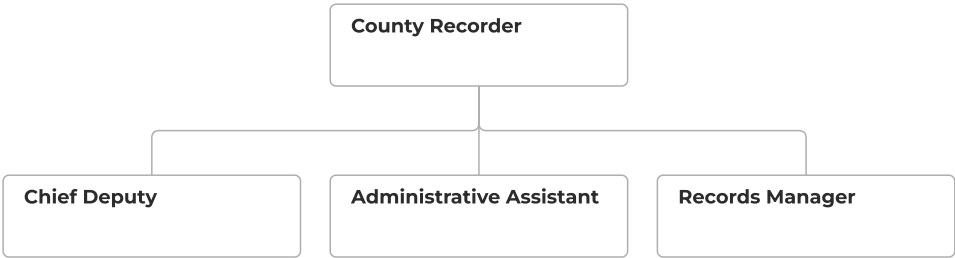 County Recorder
Chief Deputy
Administrative Assistant
Records Manager